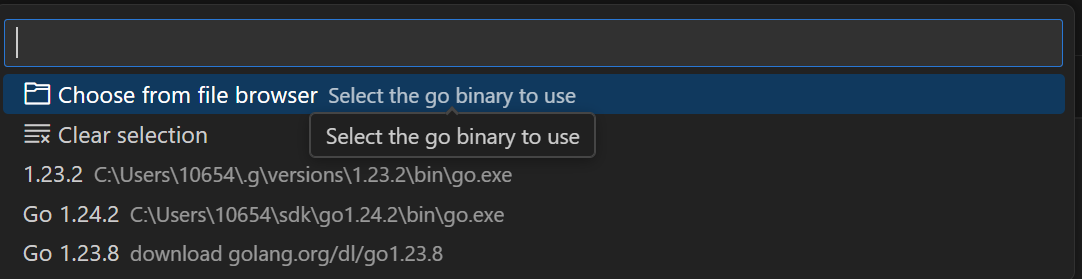 Choose from file browser Select the go binary to use
Select the go binary to use
Clear selection
1.23.2 C:\Users\10654\.g\versions\1.23.2\bin\go.exe
Go 1.24.2 C:\Users\10654\sdk\go1.24.2\bin\go.exe
Go 1.23.8 download golang.org/dl/go1.23.8